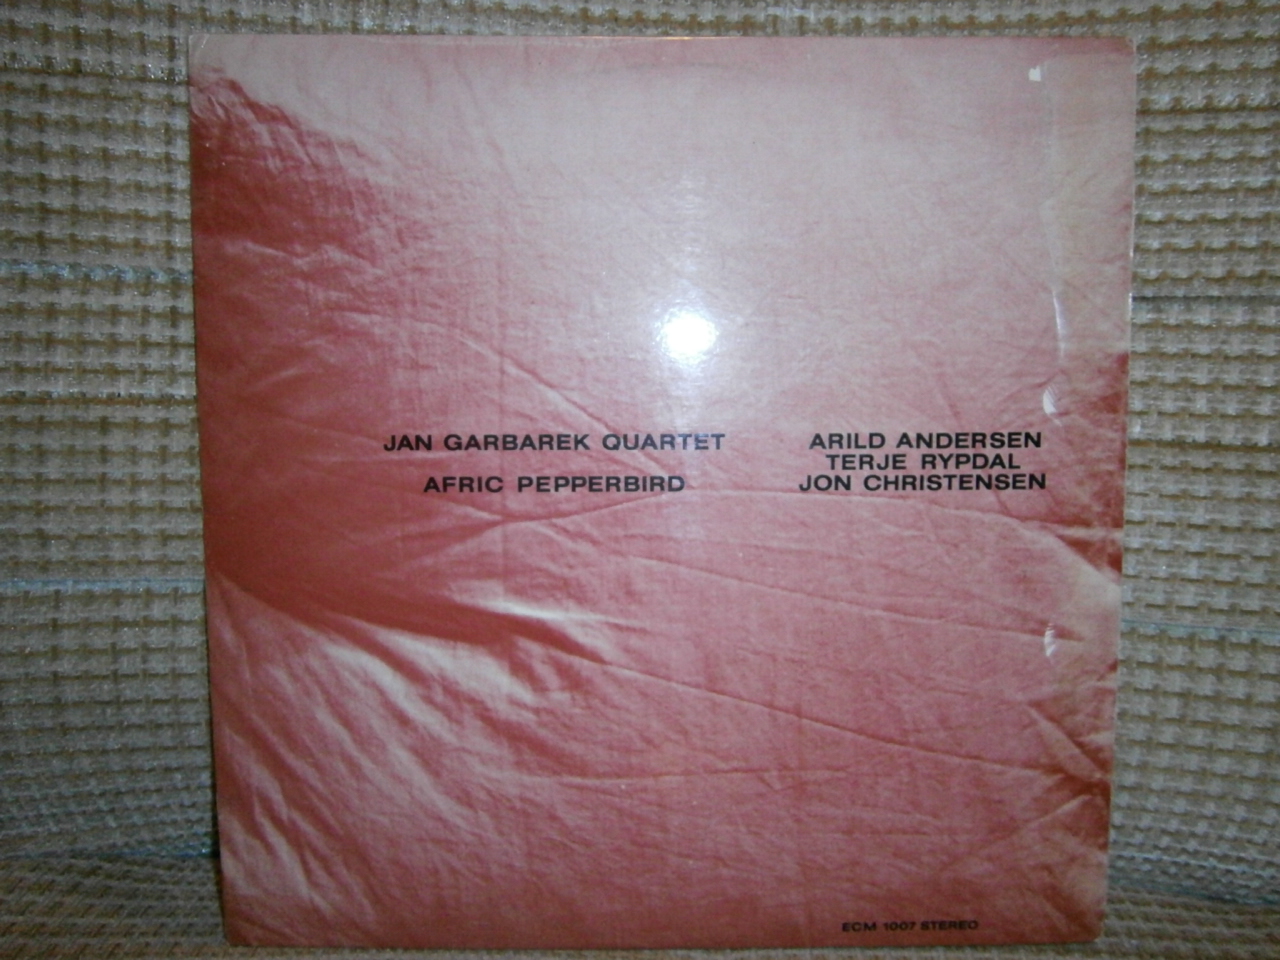 JAN GARBAREK QUARTET
AFRIC PEPPERBIRD
ARILD ANDERSEN
TERJE RYPDAL
JON CHRISTENSEN
ECM 1007 STEREO